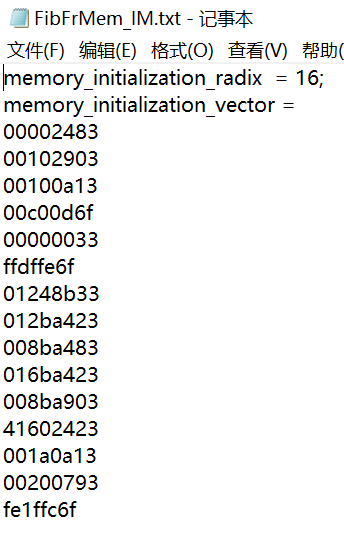 FibFrMem_IM.txt - 记事本
文件(F) 编辑(E) 格式(O) 查看(V) 帮助(
memory_initialization_radix  = 16;
memory_initialization_vector =
00002483
00102903
00100a13
00c00d6f
00000033
ffdffe6f
01248b33
012ba423
008ba483
016ba423
008ba903
41602423
001a0a13
00200793
fe1ffc6f